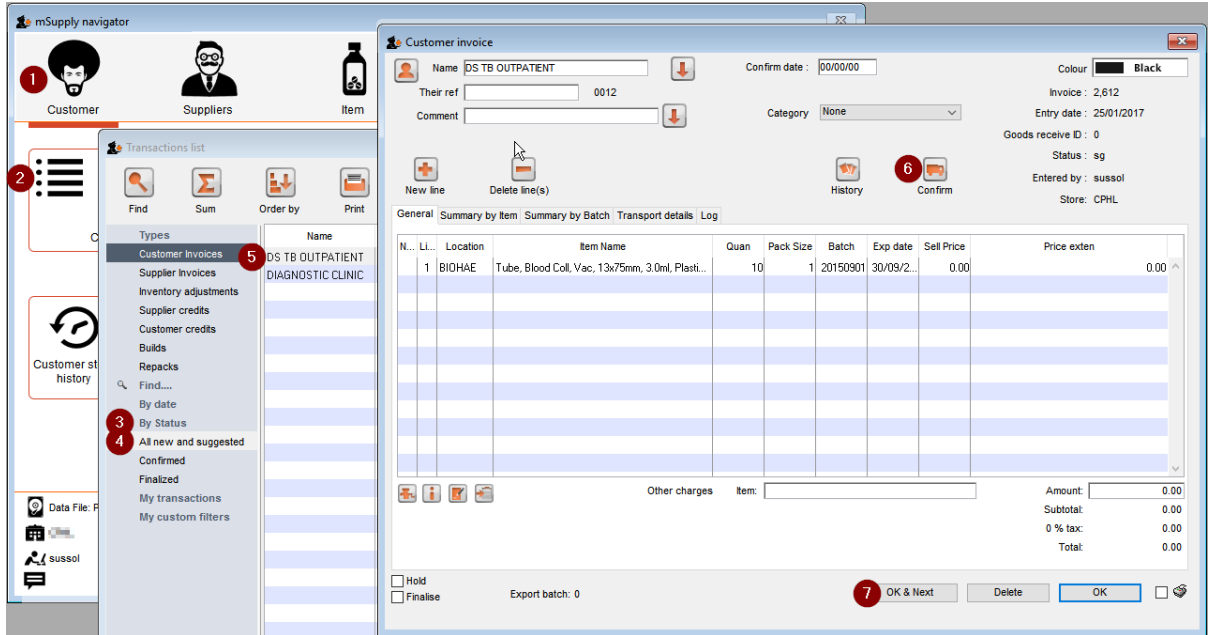 mSupply navigator
1
Customer
Suppliers
Item
2
C
Customer st
history
Data File: P
sussol
Transactions list
Find
Sum
Order by
Print
Types
Customer Invoices
Supplier Invoices
Inventory adjustments
Supplier credits
Customer credits
Builds
Repacks
Find....
By date
3 By Status
4 All new and suggested
Confirmed
Finalized
My transactions
My custom filters
Name
5 DS TB OUTPATIENT
DIAGNOSTIC CLINIC
Customer invoice
Name DS TB OUTPATIENT
Confirm date : 00/00/00
Colour Black
Their ref 0012
Invoice : 2,612
Comment
Category None
Entry date : 25/01/2017
Goods receive ID : 0
Status : sg
Entered by : sussol
Store: CPHL
New line
Delete line(s)
History
6 Confirm
General Summary by Item Summary by Batch Transport details Log
N... Li... Location Item Name Quan Pack Size Batch Exp date Sell Price Price exten
1 BIOHAE Tube, Blood Coll, Vac, 13x75mm, 3.0ml, Plasti... 10 1 20150901 30/09/2... 0.00 0.00
Other charges Item: Amount: 0.00
Subtotal: 0.00
0 % tax: 0.00
Total: 0.00
Hold
Finalise
Export batch: 0
7 OK & Next
Delete
OK